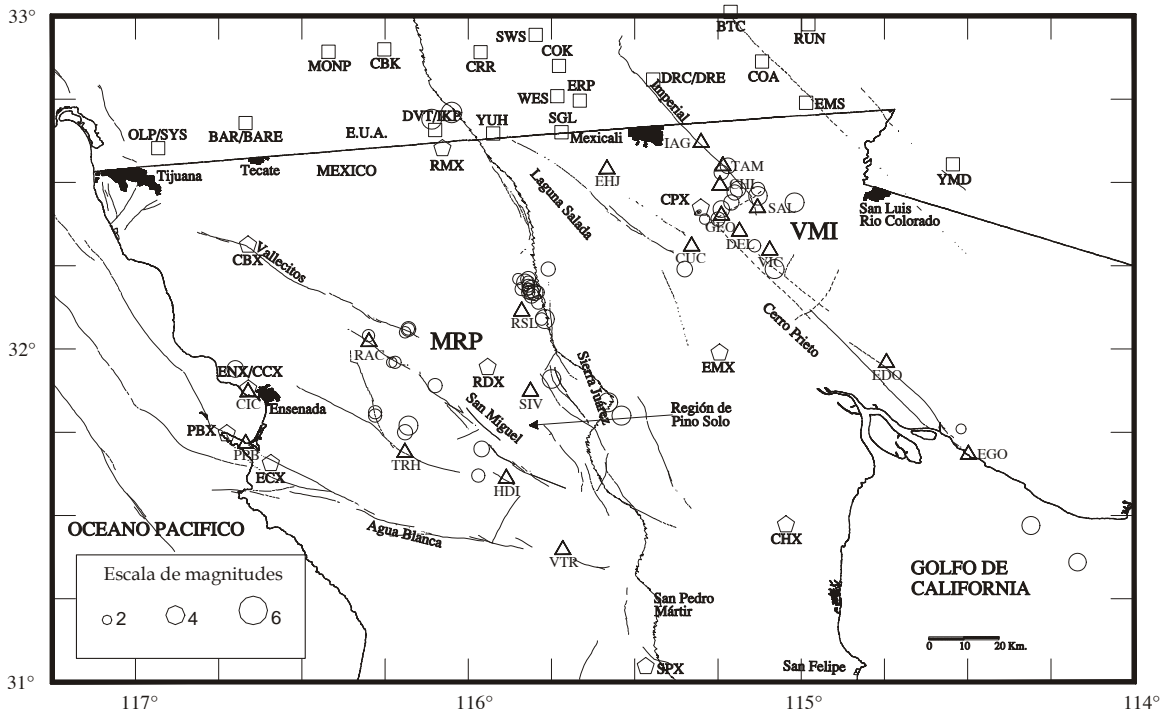 33°
BTC
RUN
SWS
COK
MONP
CBK
CRR
COA
DRC/DRE
ERP
WES
EMS
Imperial
DVT/IKP
YUH
SGL
OLP/SYS
BAR/BARE
E.U.A.
Mexicali
IAG
Tijuana
Tecate
MEXICO
RMX
EHJ
TAM
CHI
YMD
Laguna Salada
CPX
SAL
San Luis
Rio Colorado
GEO
DEL
VMI
CBX
Vallecitos
CUC
VIC
RSL
Cerro Prieto
32°
MRP
RAC
RDX
EMX
EDO
Sierra Juárez
ENX/CCX
CIC
Ensenada
SIV
San Miguel
Región de
Pino Solo
PBX
PBB
ECX
TRH
HDI
EGO
OCEANO PACIFICO
Agua Blanca
CHX
VTR
Escala de magnitudes
2
4
6
GOLFO DE
CALIFORNIA
San Pedro
Mártir
0
10
20 Km.
SPX
San Felipe
31°
117°
116°
115°
114°